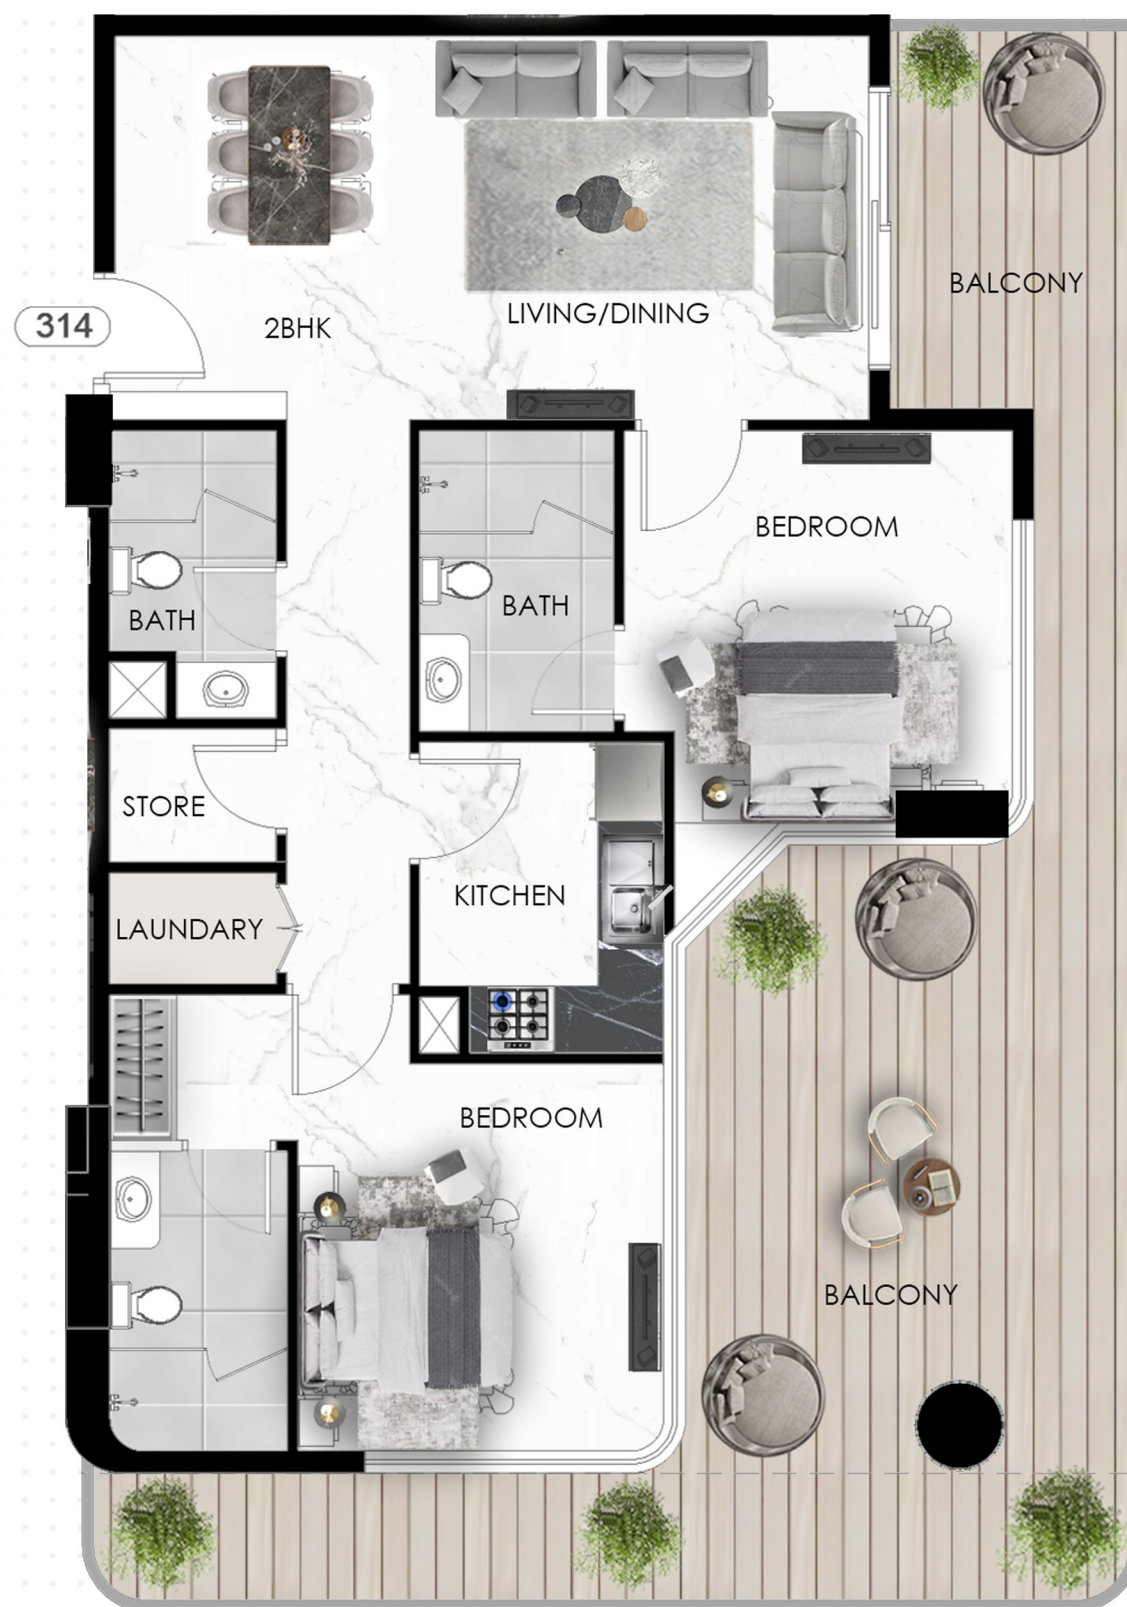 BALCONY
314
2BHK
LIVING/DINING
BEDROOM
BATH
BATH
STORE
KITCHEN
LAUNDARY
BEDROOM
BALCONY